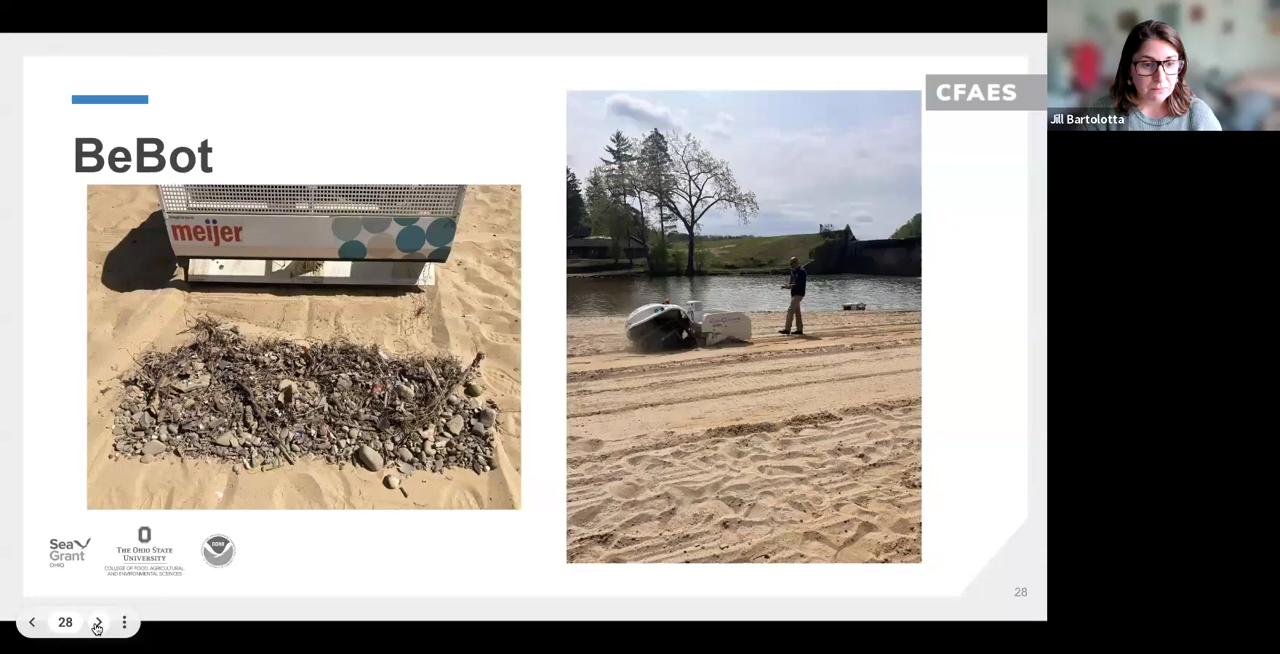 CFAES
Jill Bartolotta
BeBot
meijer
Sea
Grant
OHIO
THE OHIO STATE
UNIVERSITY
COLLEGE OF FOOD, AGRICULTURAL,
AND ENVIRONMENTAL SCIENCES
NOAA
28
28